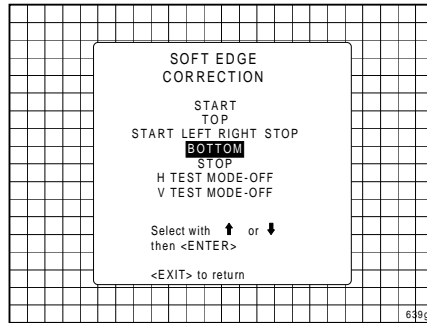 SOFT EDGE
CORRECTION
START
TOP
START LEFT RIGHT STOP
BOTTOM
STOP
H TEST MODE-OFF
V TEST MODE-OFF
Select with ⬆ or ⬇
then <ENTER>
<EXIT> to return
639g